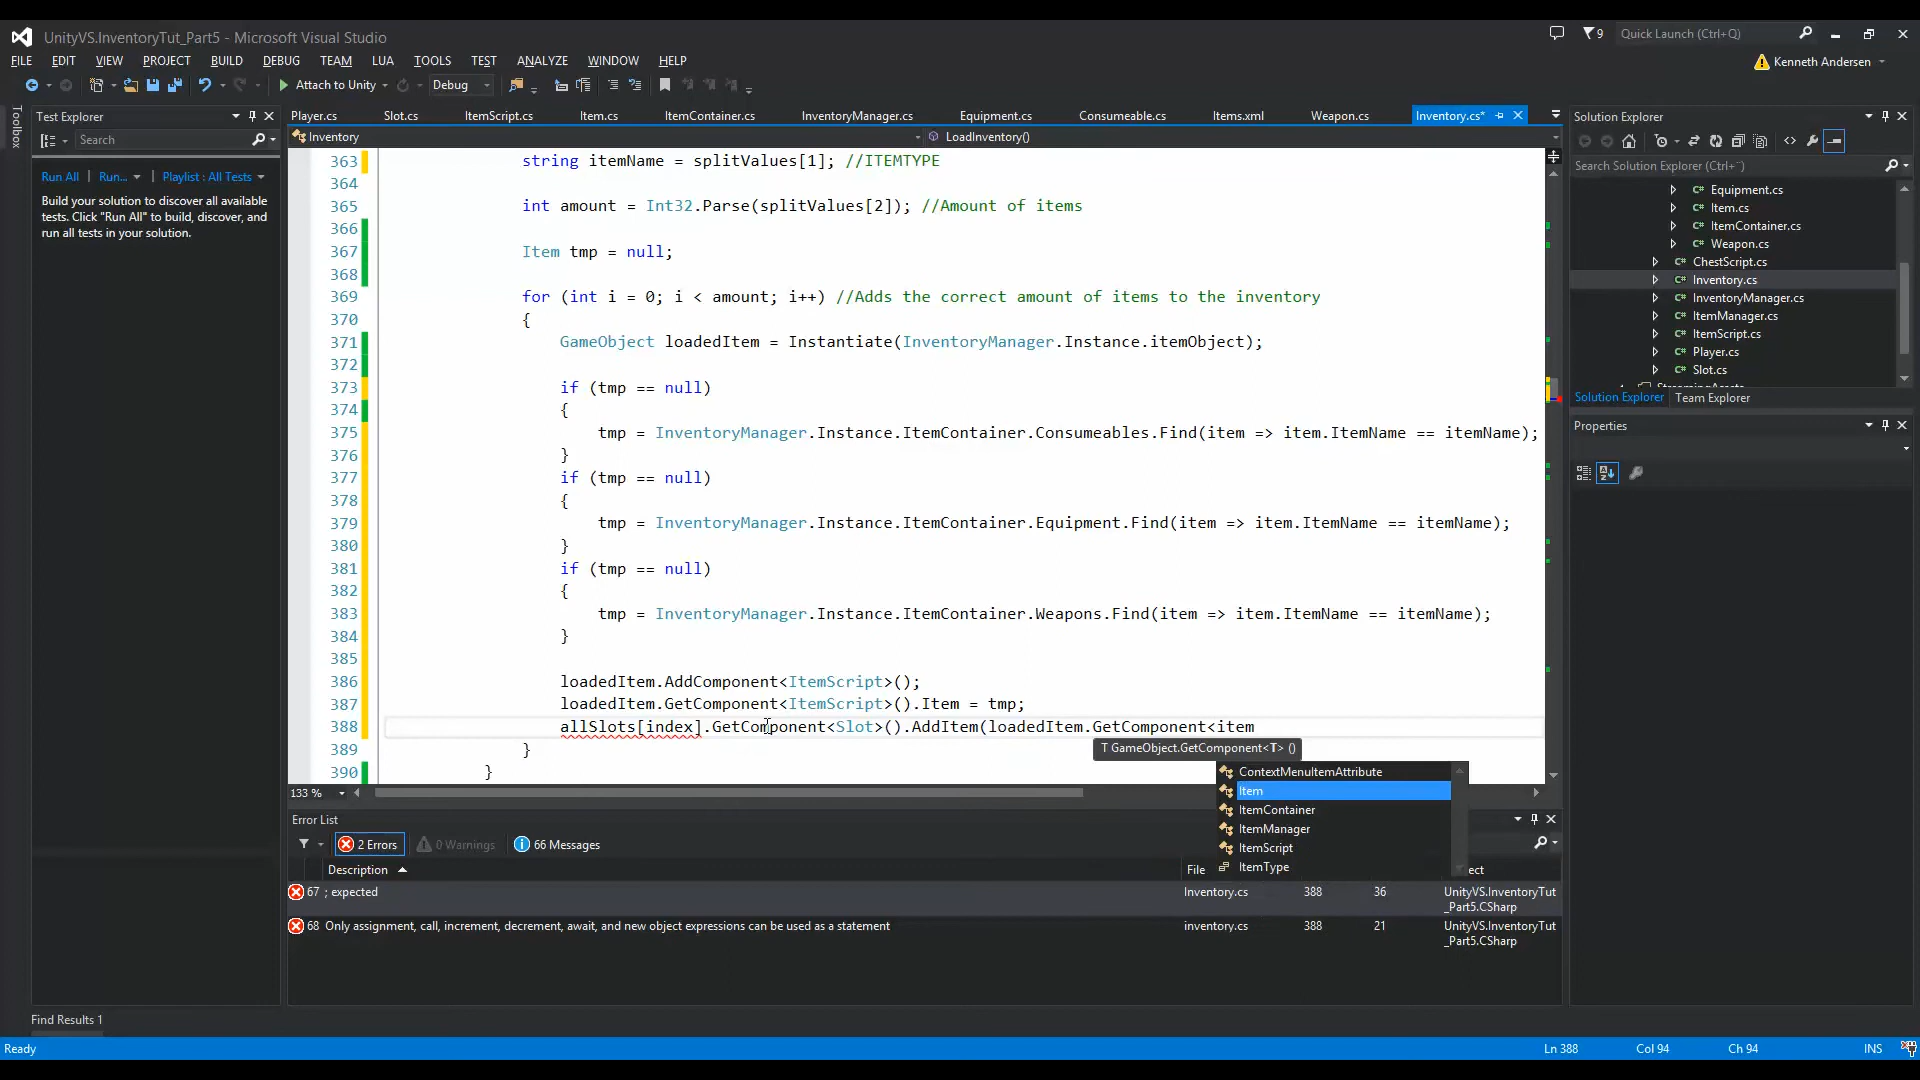 UnityVS.InventoryTut_Part5 - Microsoft Visual Studio
9
Quick Launch (Ctrl+Q)
FILE EDIT VIEW PROJECT BUILD DEBUG TEAM LUA TOOLS TEST ANALYZE WINDOW HELP
Kenneth Andersen
Attach to Unity
Debug
Toolbox
Test Explorer
Search
Run All
Run...
Playlist : All Tests
Build your solution to discover all available
tests. Click "Run All" to build, discover, and
run all tests in your solution.
Player.cs Slot.cs ItemScript.cs Item.cs ItemContainer.cs InventoryManager.cs Equipment.cs Consumeable.cs Items.xml Weapon.cs Inventory.cs*
Inventory
LoadInventory()
363 string itemName = splitValues[1]; //ITEMTYPE
364
365 int amount = Int32.Parse(splitValues[2]); //Amount of items
366
367 Item tmp = null;
368
369 for (int i = 0; i < amount; i++) //Adds the correct amount of items to the inventory
370 {
371 GameObject loadedItem = Instantiate(InventoryManager.Instance.itemObject);
372
373 if (tmp == null)
374 {
375 tmp = InventoryManager.Instance.ItemContainer.Consumeables.Find(item => item.ItemName == itemName);
376 }
377 if (tmp == null)
378 {
379 tmp = InventoryManager.Instance.ItemContainer.Equipment.Find(item => item.ItemName == itemName);
380 }
381 if (tmp == null)
382 {
383 tmp = InventoryManager.Instance.ItemContainer.Weapons.Find(item => item.ItemName == itemName);
384 }
385
386 loadedItem.AddComponent<ItemScript>();
387 loadedItem.GetComponent<ItemScript>().Item = tmp;
388 allSlots[index].GetComponent<Slot>().AddItem(loadedItem.GetComponent<item
389 }
390 }
T GameObject.GetComponent<T> ()
ContextMenuItemAttribute
Item
ItemContainer
ItemManager
ItemScript
ItemType
133 %
Solution Explorer
Search Solution Explorer (Ctrl+¨)
Equipment.cs
Item.cs
ItemContainer.cs
Weapon.cs
ChestScript.cs
Inventory.cs
InventoryManager.cs
ItemManager.cs
ItemScript.cs
Player.cs
Slot.cs
StreamingAssets
Solution Explorer Team Explorer
Properties
Error List
2 Errors 0 Warnings 66 Messages
Description File ect
67 ; expected Inventory.cs 388 36 UnityVS.InventoryTut
_Part5.CSharp
68 Only assignment, call, increment, decrement, await, and new object expressions can be used as a statement inventory.cs 388 21 UnityVS.InventoryTut
_Part5.CSharp
Find Results 1
Ready Ln 388 Col 94 Ch 94 INS